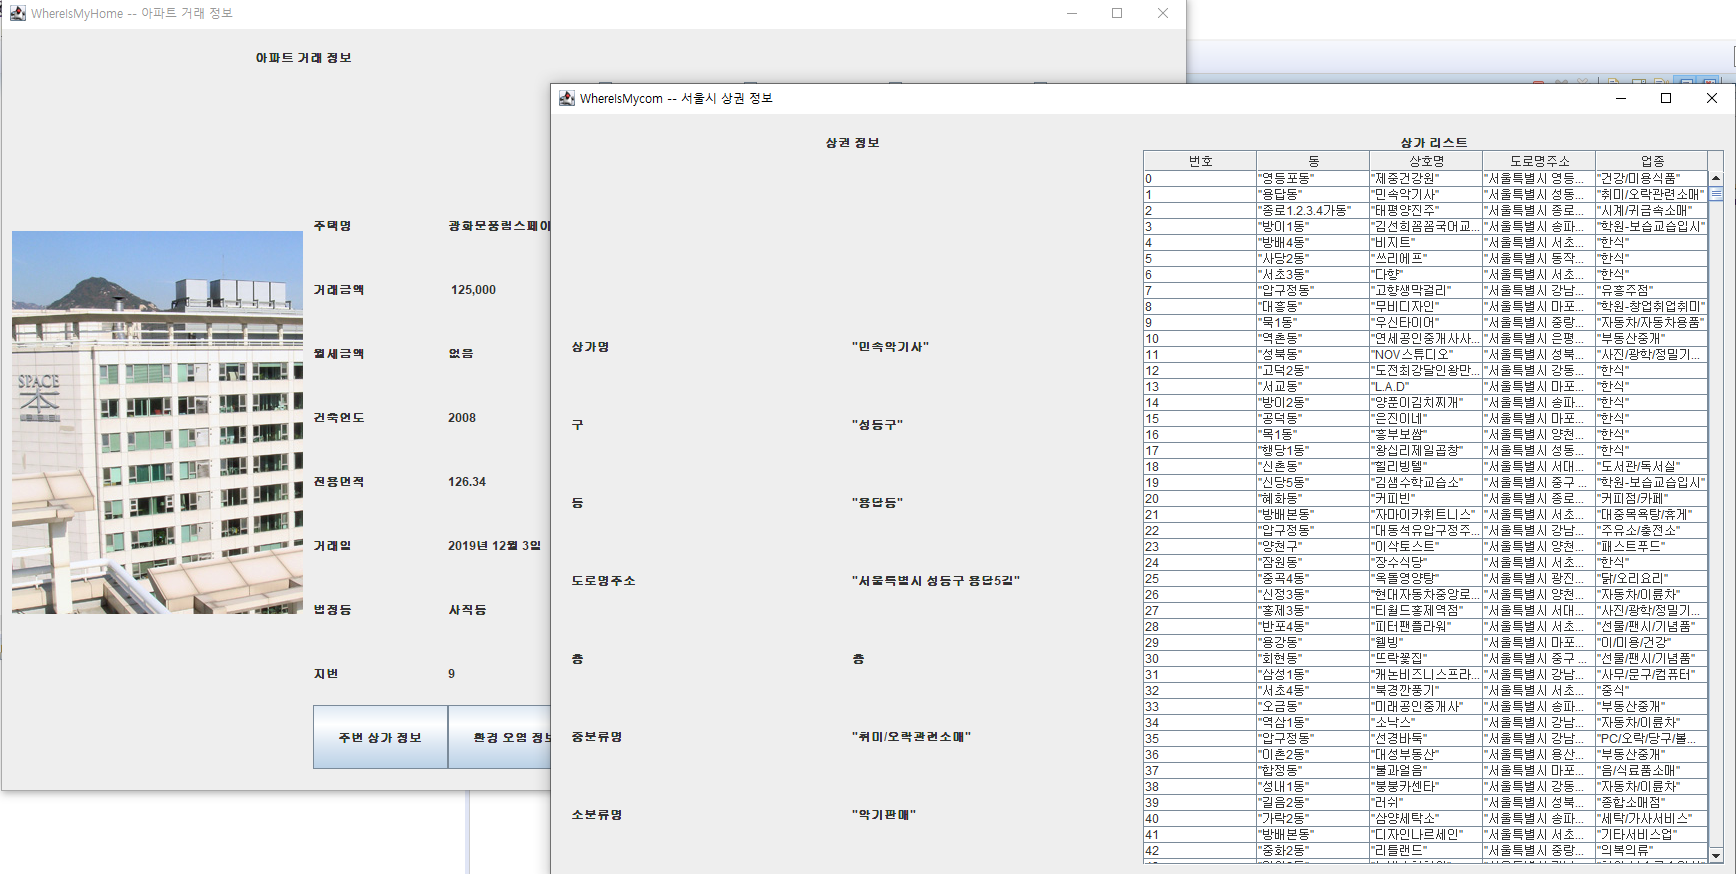 WhereIsMyHome -- 아파트 거래 정보
아파트 거래 정보
SPACE
주택명
거래금액 125,000
월세금액 없음
건축연도 2008
전용면적 126.34
거래일 2019년 12월 3일
법정동 사직동
지번 9
주변 상가 정보 환경 오염
WhereIsMycom -- 서울시 상권 정보
상권 정보
상가명 "민속악기사"
구 "성동구"
동 "용답동"
도로명주소 "서울특별시 성동구 용답5길"
층 층
중분류명 "취미/오락관련소매"
소분류명 "악기판매"
상가 리스트
번호 동 상호명 도로명주소 업종
0 "영등포동" "제중건강원" "서울특별시 영등... "건강/미용식품"
1 "용답동" "민속악기사" "서울특별시 성동... "취미/오락관련소매"
2 "종로1.2.3.4가동" "태평양진주" "서울특별시 종로... "시계/귀금속소매"
3 "방이1동" "김선희꼼꼼국어교... "서울특별시 송파... "학원-보습교습입시"
4 "방배4동" "비지트" "서울특별시 서초... "한식"
5 "사당2동" "쓰리에프" "서울특별시 동작... "한식"
6 "서초3동" "다향" "서울특별시 서초... "한식"
7 "압구정동" "고향생막걸리" "서울특별시 강남... "유흥주점"
8 "대흥동" "무비디자인" "서울특별시 마포... "학원-창업취업취미"
9 "묵1동" "우신타이어" "서울특별시 중랑... "자동차/자동차용품"
10 "역촌동" "연세공인중개사사... "서울특별시 은평... "부동산중개"
11 "성북동" "NOV스튜디오" "서울특별시 성북... "사진/광학/정밀기...
12 "고덕2동" "도전최강달인왕만... "서울특별시 강동... "한식"
13 "서교동" "L.A.D" "서울특별시 마포... "한식"
14 "방이2동" "양푼이김치찌개" "서울특별시 송파... "한식"
15 "공덕동" "은진이네" "서울특별시 마포... "한식"
16 "목1동" "흥부보쌈" "서울특별시 양천... "한식"
17 "행당1동" "왕십리제일곱창" "서울특별시 성동... "한식"
18 "신촌동" "힐리빙텔" "서울특별시 서대... "도서관/독서실"
19 "신당5동" "김샘수학교습소" "서울특별시 중구 ... "학원-보습교습입시"
20 "혜화동" "커피빈" "서울특별시 종로... "커피점/카페"
21 "방배본동" "자마이카휘트니스" "서울특별시 서초... "대중목욕탕/휴게"
22 "압구정동" "대동석유압구정주... "서울특별시 강남... "주유소/충전소"
23 "양천구" "이삭토스트" "서울특별시 양천... "패스트푸드"
24 "잠원동" "장수식당" "서울특별시 서초... "한식"
25 "중곡4동" "옥돌영양탕" "서울특별시 광진... "닭/오리요리"
26 "신정3동" "현대자동차중앙로... "서울특별시 양천... "자동차/이륜차"
27 "홍제3동" "티월드홍제역점" "서울특별시 서대... "사진/광학/정밀기...
28 "반포4동" "피터팬플라워" "서울특별시 서초... "선물/팬시/기념품"
29 "용강동" "웰빙" "서울특별시 마포... "이/미용/건강"
30 "회현동" "뜨락꽃집" "서울특별시 중구 ... "선물/팬시/기념품"
31 "삼성1동" "캐논비즈니스프라... "서울특별시 강남... "사무/문구/컴퓨터"
32 "서초4동" "북경깐풍기" "서울특별시 서초... "중식"
33 "오금동" "미래공인중개사" "서울특별시 송파... "부동산중개"
34 "역삼1동" "소낙스" "서울특별시 강남... "자동차/이륜차"
35 "압구정동" "선경바둑" "서울특별시 강남... "PC/오락/당구/볼...
36 "이촌2동" "대성부동산" "서울특별시 용산... "부동산중개"
37 "합정동" "불과얼음" "서울특별시 마포... "음/식료품소매"
38 "성내1동" "붕붕카센타" "서울특별시 강동... "자동차/이륜차"
39 "길음2동" "러쉬" "서울특별시 성북... "종합소매점"
40 "가락2동" "삼양세탁소" "서울특별시 송파... "세탁/가사서비스"
41 "방배본동" "디자인나르세인" "서울특별시 서초... "기타서비스업"
42 "중화2동" "리틀랜드" "서울특별시 중랑... "의복의류"